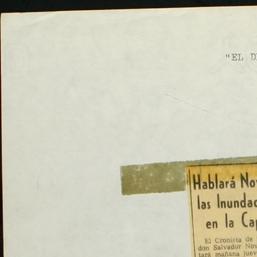 "EL D
Hablará No
las Inundac
en la Cap
El Cronista de
don Salvador Nov
tará mañana juev